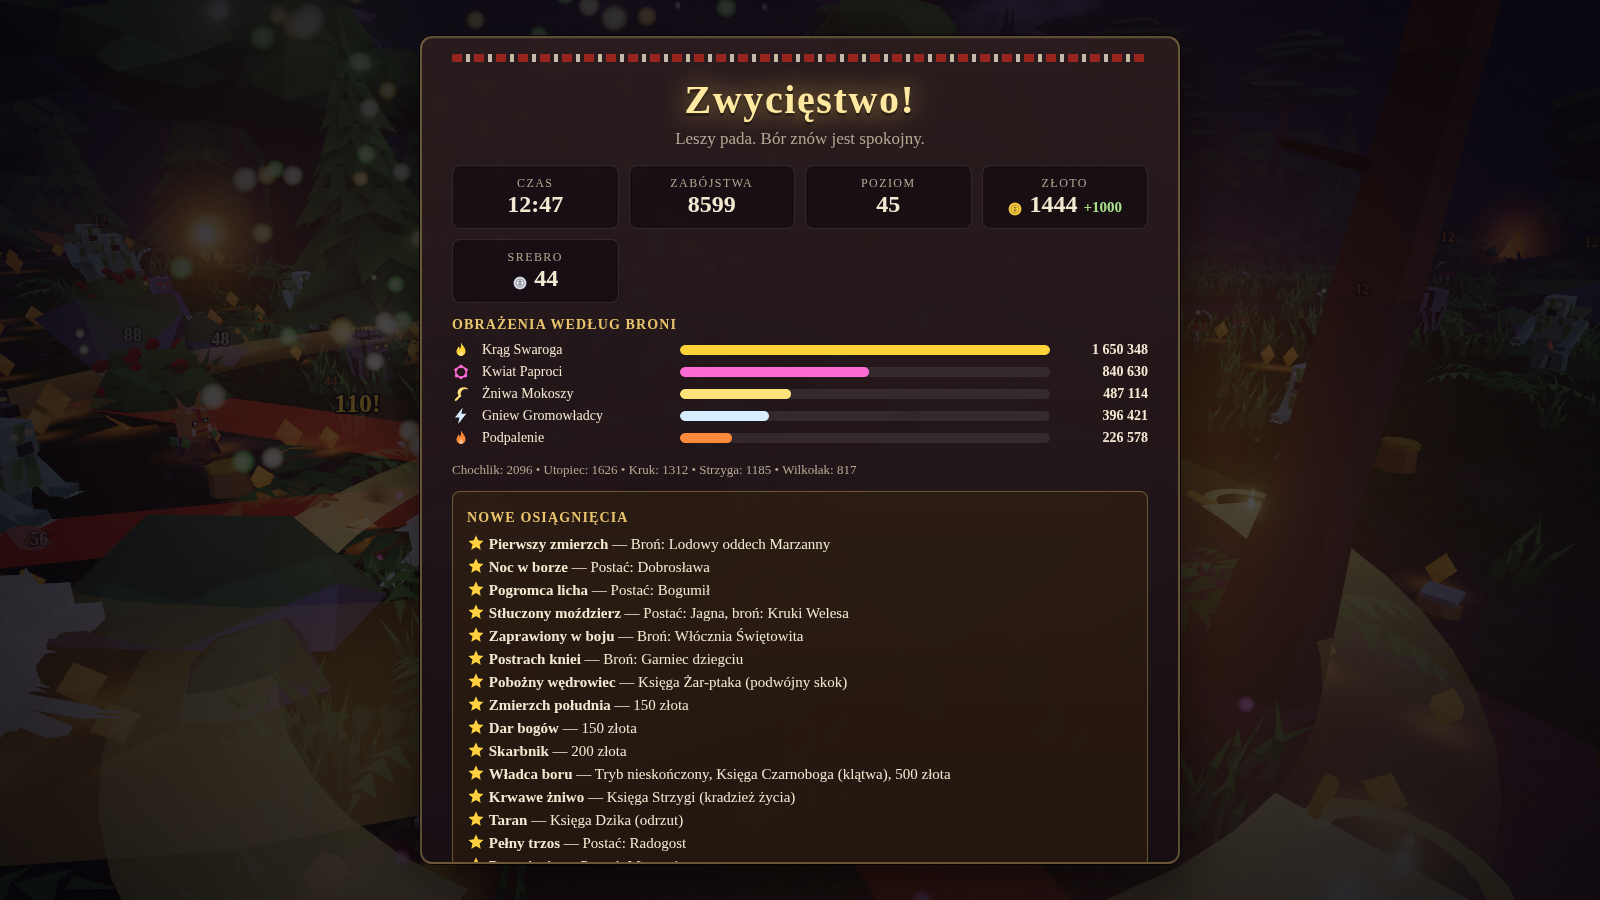 Zwycięstwo!
Leszy pada. Bór znów jest spokojny.
CZAS
12:47
ZABÓJSTWA
8599
POZIOM
45
ZŁOTO
1444 +1000
SREBRO
44
OBRAŻENIA WEDŁUG BRONI
Krąg Swaroga 1 650 348
Kwiat Paproci 840 630
Żniwa Mokoszy 487 114
Gniew Gromowładcy 396 421
Podpalenie 226 578
Chochlik: 2096 • Utopiec: 1626 • Kruk: 1312 • Strzyga: 1185 • Wilkołak: 817
NOWE OSIĄGNIĘCIA
Pierwszy zmierzch — Broń: Lodowy oddech Marzanny
Noc w borze — Postać: Dobrosława
Pogromca licha — Postać: Bogumił
Stłuczony moździerz — Postać: Jagna, broń: Kruki Welesa
Zaprawiony w boju — Broń: Włócznia Świętowita
Postrach kniei — Broń: Garniec dziegciu
Pobożny wędrowiec — Księga Żar-ptaka (podwójny skok)
Zmierzch południa — 150 złota
Dar bogów — 150 złota
Skarbnik — 200 złota
Władca boru — Tryb nieskończony, Księga Czarnoboga (klątwa), 500 złota
Krwawe żniwo — Księga Strzygi (kradzież życia)
Taran — Księga Dzika (odrzut)
Pełny trzos — Postać: Radogost
12
88
48
44
110!
56
12
12
12